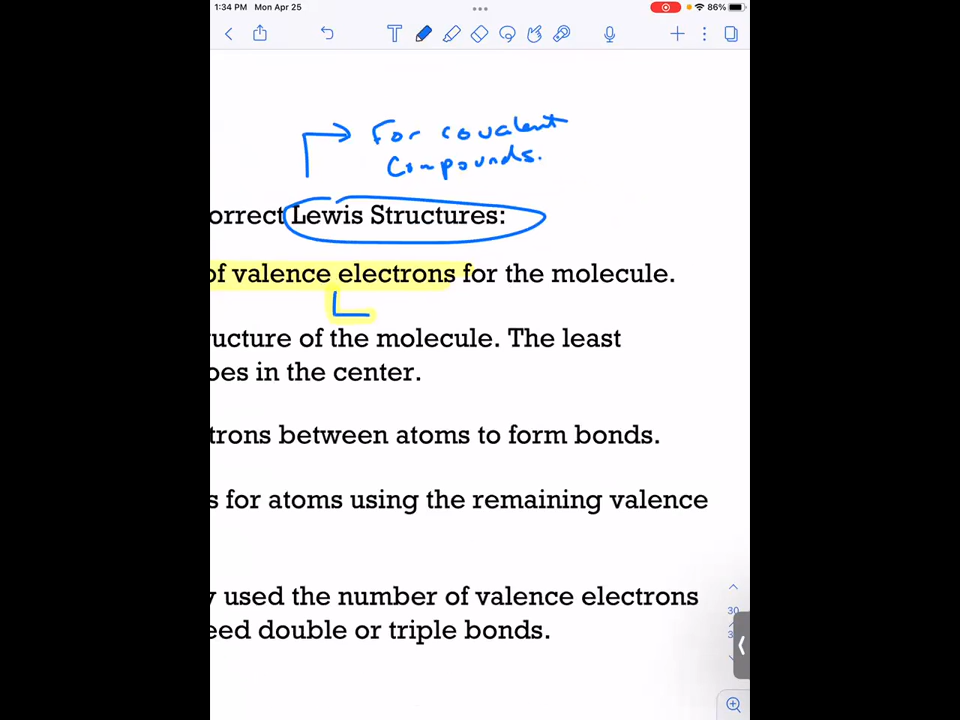 1:34 PM Mon Apr 25
86%
For covalent
compounds.
orrect Lewis Structures:
of valence electrons for the molecule.
ructure of the molecule. The least
oes in the center.
trons between atoms to form bonds.
s for atoms using the remaining valence
y used the number of valence electrons
eed double or triple bonds.
30